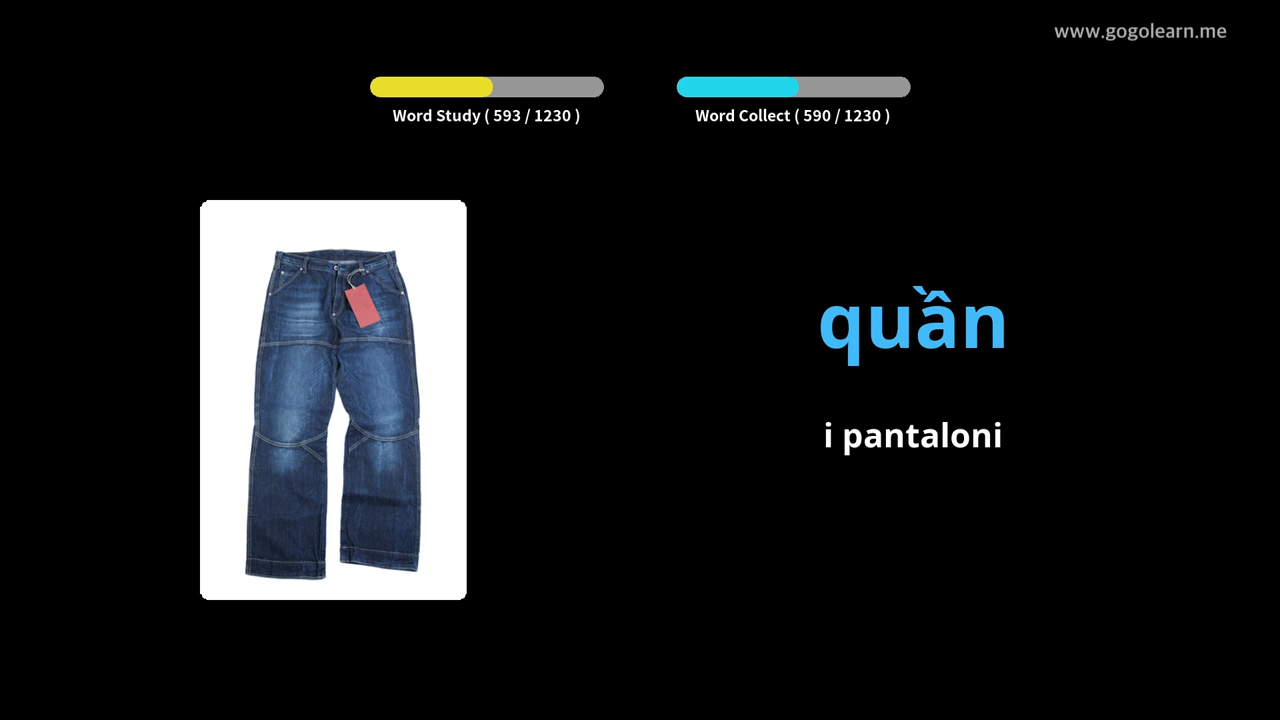 www.gogolearn.me
Word Study ( 593 / 1230 )
Word Collect ( 590 / 1230 )
quần
i pantaloni